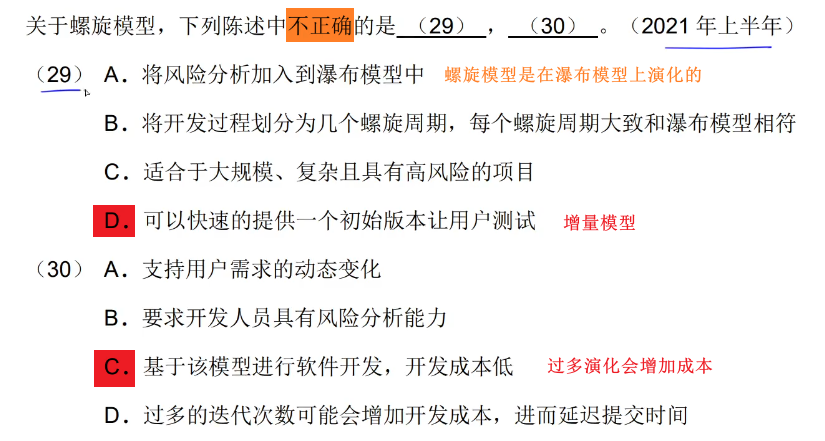 关于螺旋模型，下列陈述中不正确的是 （29） ， （30） 。（2021 年上半年）
（29） A．将风险分析加入到瀑布模型中 螺旋模型是在瀑布模型上演化的
B．将开发过程划分为几个螺旋周期，每个螺旋周期大致和瀑布模型相符
C．适合于大规模、复杂且具有高风险的项目
D．可以快速的提供一个初始版本让用户测试 增量模型
（30） A．支持用户需求的动态变化
B．要求开发人员具有风险分析能力
C．基于该模型进行软件开发，开发成本低 过多演化会增加成本
D．过多的迭代次数可能会增加开发成本，进而延迟提交时间